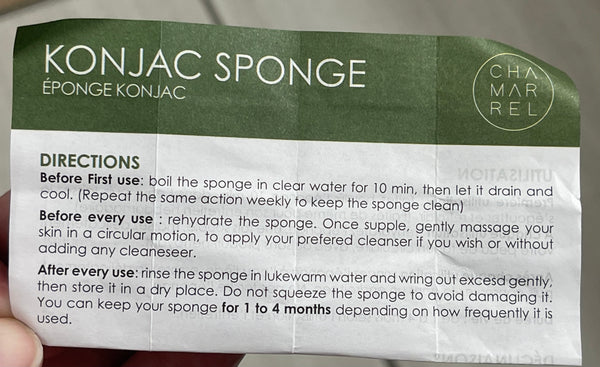 KONJAC SPONGE
ÉPONGE KONJAC
CHA
MAR
REL
DIRECTIONS
Before First use: boil the sponge in clear water for 10 min, then let it drain and
cool. (Repeat the same action weekly to keep the sponge clean)
Before every use : rehydrate the sponge. Once supple, gently massage your
skin in a circular motion, to apply your prefered cleanser if you wish or without
adding any cleaneseer.
After every use: rinse the sponge in lukewarm water and wring out excesd gently,
then store it in a dry place. Do not squeeze the sponge to avoid damaging it.
You can keep your sponge for 1 to 4 months depending on how frequently it is
used.
UTILISATION